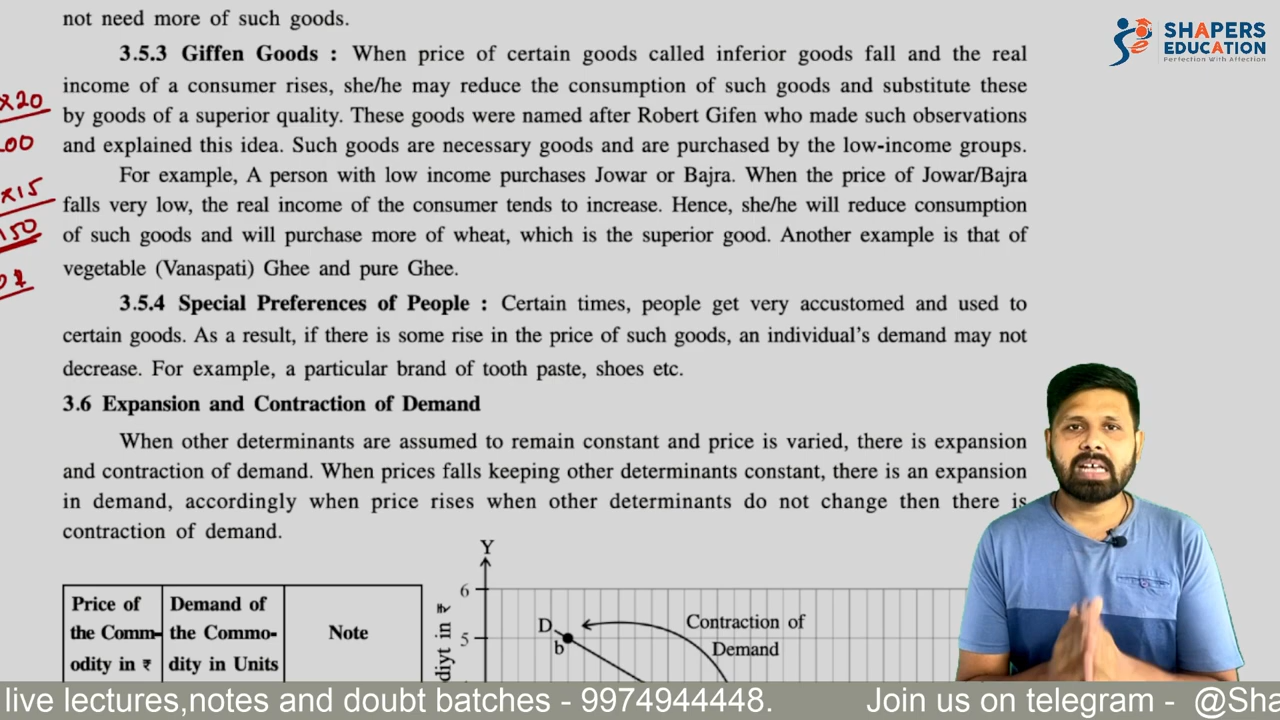 not need more of such goods.
SHAPERS
EDUCATION
Perfection With Affection
3.5.3 Giffen Goods : When price of certain goods called inferior goods fall and the real
income of a consumer rises, she/he may reduce the consumption of such goods and substitute these
by goods of a superior quality. These goods were named after Robert Gifen who made such observations
and explained this idea. Such goods are necessary goods and are purchased by the low-income groups.
For example, A person with low income purchases Jowar or Bajra. When the price of Jowar/Bajra
falls very low, the real income of the consumer tends to increase. Hence, she/he will reduce consumption
of such goods and will purchase more of wheat, which is the superior good. Another example is that of
vegetable (Vanaspati) Ghee and pure Ghee.
x20
00
x15
150
3.5.4 Special Preferences of People : Certain times, people get very accustomed and used to
certain goods. As a result, if there is some rise in the price of such goods, an individual's demand may not
decrease. For example, a particular brand of tooth paste, shoes etc.
3.6 Expansion and Contraction of Demand
When other determinants are assumed to remain constant and price is varied, there is expansion
and contraction of demand. When prices falls keeping other determinants constant, there is an expansion
in demand, accordingly when price rises when other determinants do not change then there is
contraction of demand.
Price of
the Comm-
odity in ₹
Demand of
the Commo-
dity in Units
Note
Y
6
5
diyt in ₹
D
b
Contraction of
Demand
live lectures,notes and doubt batches - 9974944448.
Join us on telegram - @Sha